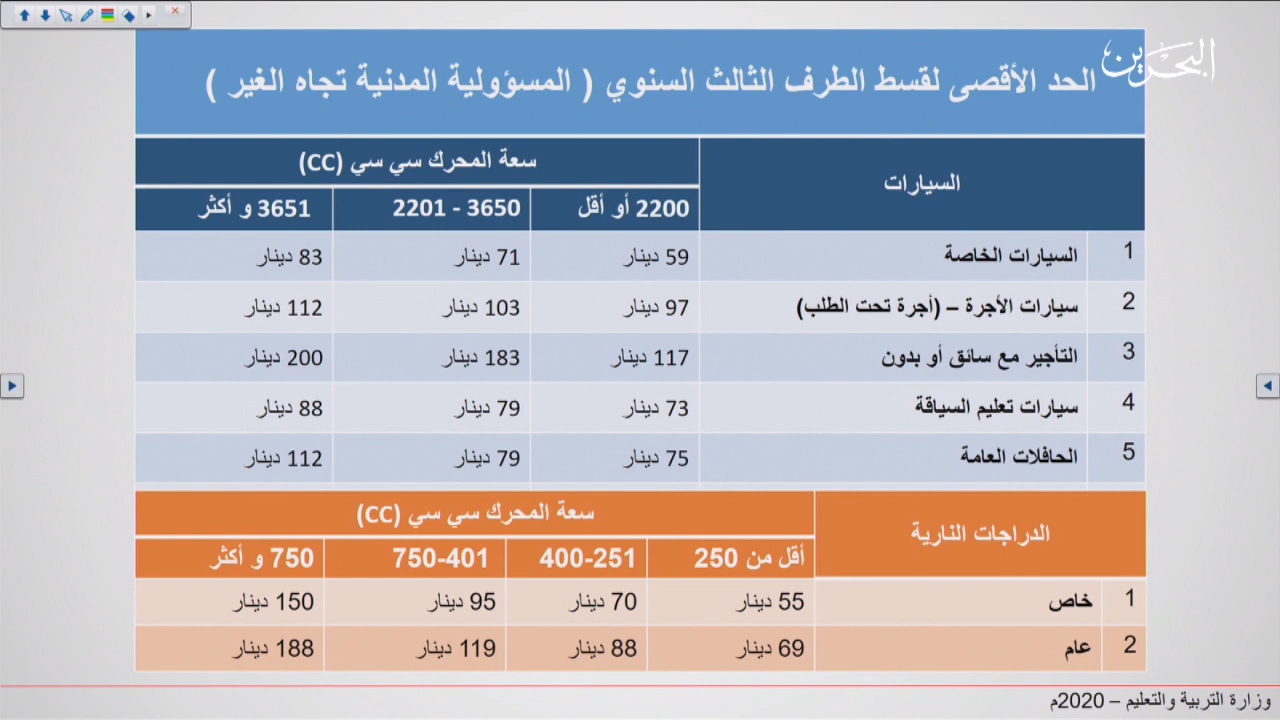 البحرين
الحد الأقصى لقسط الطرف الثالث السنوي ( المسؤولية المدنية تجاه الغير )
السيارات
سعة المحرك سي سي (CC)
2200 أو أقل
2201 - 3650
3651 و أكثر
1 السيارات الخاصة 59 دينار 71 دينار 83 دينار
2 سيارات الأجرة – (أجرة تحت الطلب) 97 دينار 103 دينار 112 دينار
3 التأجير مع سائق أو بدون 117 دينار 183 دينار 200 دينار
4 سيارات تعليم السياقة 73 دينار 79 دينار 88 دينار
5 الحافلات العامة 75 دينار 79 دينار 112 دينار
الدراجات النارية
سعة المحرك سي سي (CC)
أقل من 250
400-251
750-401
750 و أكثر
1 خاص 55 دينار 70 دينار 95 دينار 150 دينار
2 عام 69 دينار 88 دينار 119 دينار 188 دينار
وزارة التربية والتعليم – 2020م